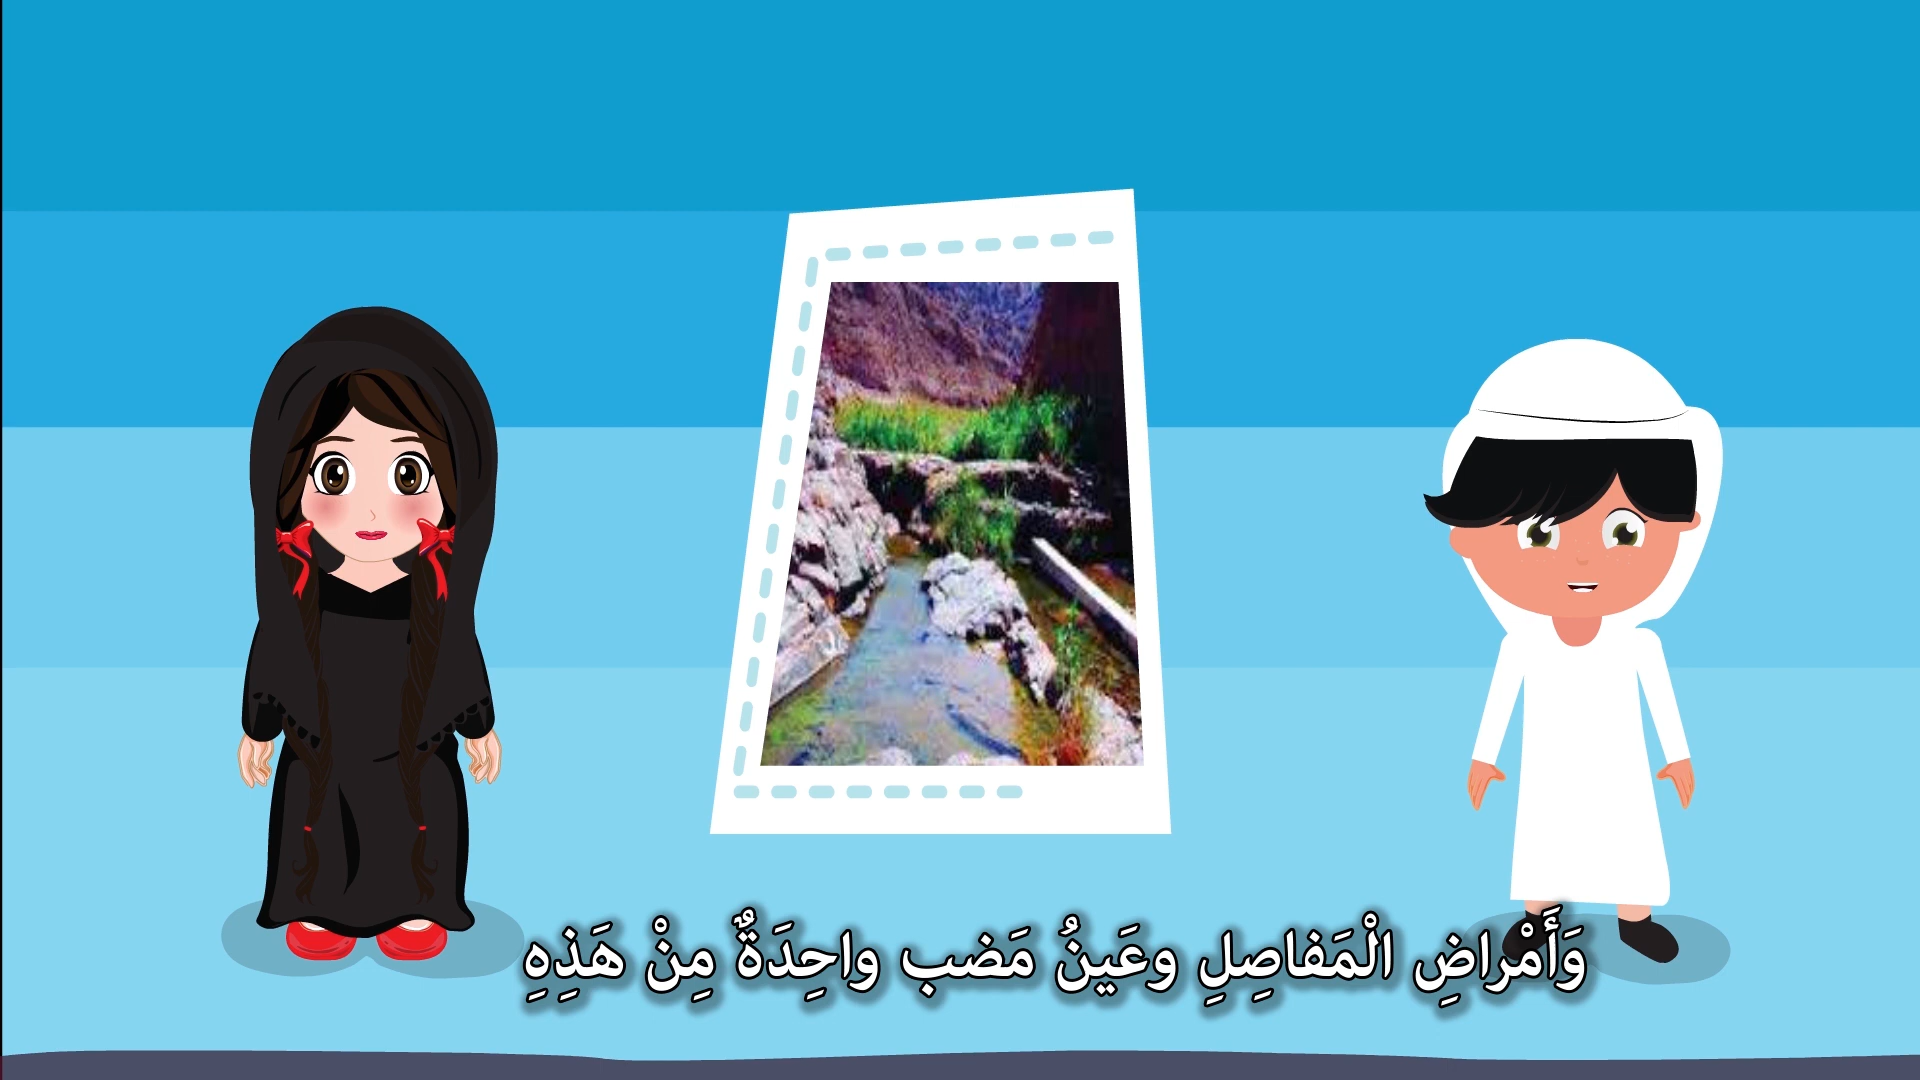 وَأَمْراضِ الْمَفاصِلِ وعَينُ مَضب واحِدَةٌ مِنْ هَذِهِ